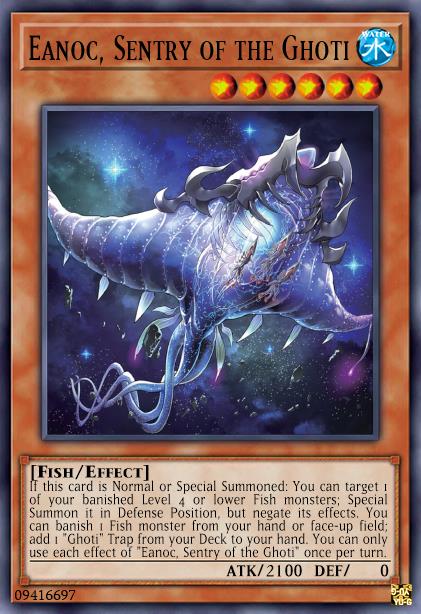 EANOC, SENTRY OF THE GHOTI
WATER
水
[FISH/EFFECT]
If this card is Normal or Special Summoned: You can target 1
of your banished Level 4 or lower Fish monsters; Special
Summon it in Defense Position, but negate its effects. You
can banish 1 Fish monster from your hand or face-up field;
add 1 "Ghoti" Trap from your Deck to your hand. You can only
use each effect of "Eanoc, Sentry of the Ghoti" once per turn.
ATK/2100 DEF/ 0
09416697